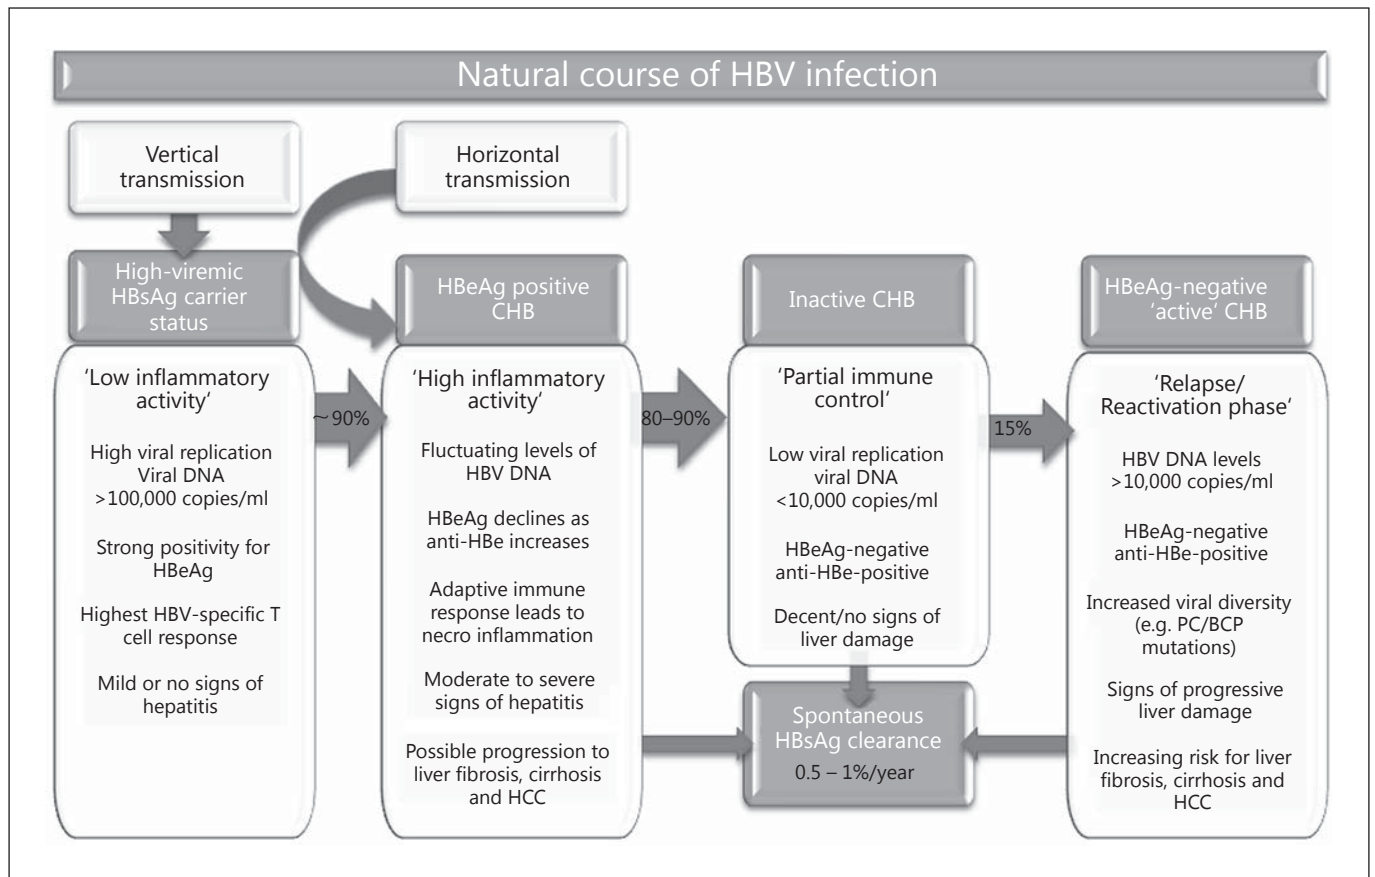 Natural course of HBV infection
Vertical
transmission
Horizontal
transmission
High-viremic
HBsAg carrier
status
‘Low inflammatory
activity‘
High viral replication
Viral DNA
>100,000 copies/ml
Strong positivity for
HBeAg
Highest HBV-specific T
cell response
Mild or no signs of
hepatitis
~90%
HBeAg positive
CHB
‘High inflammatory
activity‘
Fluctuating levels of
HBV DNA
HBeAg declines as
anti-HBe increases
Adaptive immune
response leads to
necro inflammation
Moderate to severe
signs of hepatitis
Possible progression to
liver fibrosis, cirrhosis
and HCC
80–90%
Inactive CHB
‘Partial immune
control‘
Low viral replication
viral DNA
<10,000 copies/ml
HBeAg-negative
anti-HBe-positive
Decent/no signs of
liver damage
Spontaneous
HBsAg clearance
0.5 – 1%/year
15%
HBeAg-negative
‘active‘ CHB
‘Relapse/
Reactivation phase‘
HBV DNA levels
>10,000 copies/ml
HBeAg-negative
anti-HBe-positive
Increased viral diversity
(e.g. PC/BCP
mutations)
Signs of progressive
liver damage
Increasing risk for liver
fibrosis, cirrhosis and
HCC